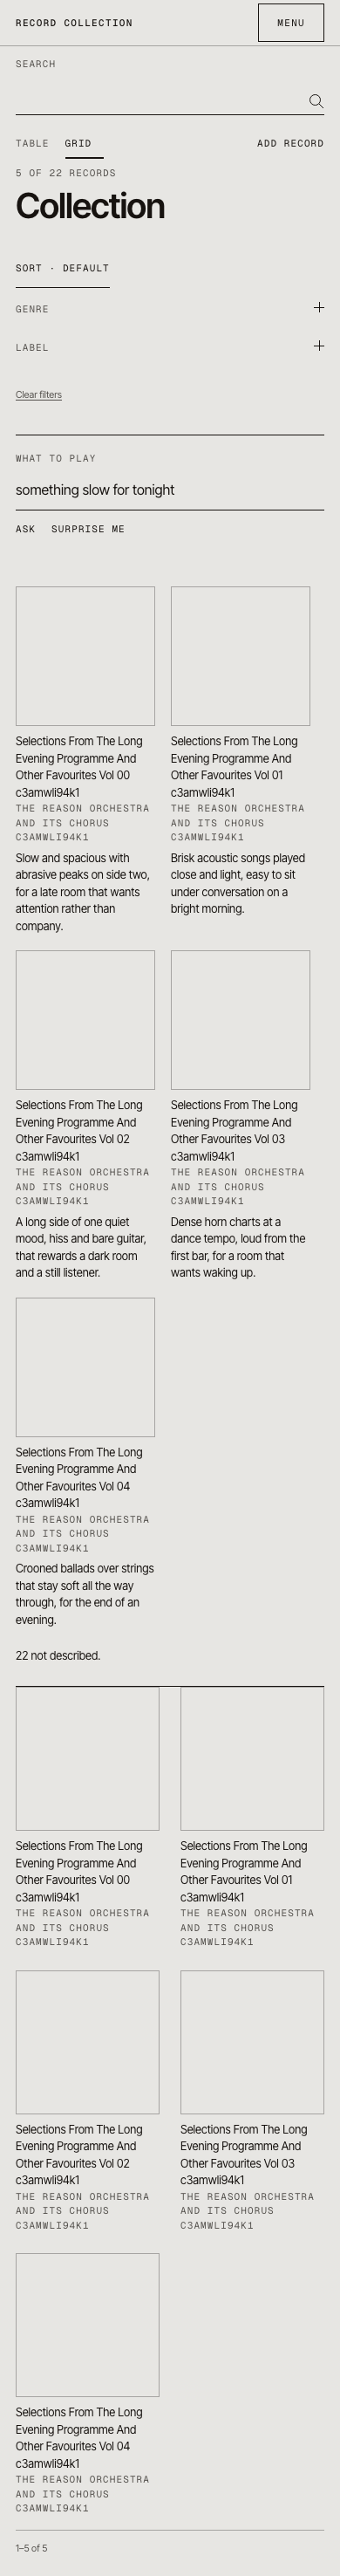 RECORD COLLECTION
MENU
SEARCH
TABLE GRID ADD RECORD
5 OF 22 RECORDS
Collection
SORT · DEFAULT
GENRE
LABEL
Clear filters
WHAT TO PLAY
something slow for tonight
ASK SURPRISE ME
Selections From The Long
Evening Programme And
Other Favourites Vol 00
c3amwli94k1
THE REASON ORCHESTRA
AND ITS CHORUS
C3AMWLI94K1
Slow and spacious with
abrasive peaks on side two,
for a late room that wants
attention rather than
company.
Selections From The Long
Evening Programme And
Other Favourites Vol 01
c3amwli94k1
THE REASON ORCHESTRA
AND ITS CHORUS
C3AMWLI94K1
Brisk acoustic songs played
close and light, easy to sit
under conversation on a
bright morning.
Selections From The Long
Evening Programme And
Other Favourites Vol 02
c3amwli94k1
THE REASON ORCHESTRA
AND ITS CHORUS
C3AMWLI94K1
A long side of one quiet
mood, hiss and bare guitar,
that rewards a dark room
and a still listener.
Selections From The Long
Evening Programme And
Other Favourites Vol 03
c3amwli94k1
THE REASON ORCHESTRA
AND ITS CHORUS
C3AMWLI94K1
Dense horn charts at a
dance tempo, loud from the
first bar, for a room that
wants waking up.
Selections From The Long
Evening Programme And
Other Favourites Vol 04
c3amwli94k1
THE REASON ORCHESTRA
AND ITS CHORUS
C3AMWLI94K1
Crooned ballads over strings
that stay soft all the way
through, for the end of an
evening.
22 not described.
Selections From The Long
Evening Programme And
Other Favourites Vol 00
c3amwli94k1
THE REASON ORCHESTRA
AND ITS CHORUS
C3AMWLI94K1
Selections From The Long
Evening Programme And
Other Favourites Vol 01
c3amwli94k1
THE REASON ORCHESTRA
AND ITS CHORUS
C3AMWLI94K1
Selections From The Long
Evening Programme And
Other Favourites Vol 02
c3amwli94k1
THE REASON ORCHESTRA
AND ITS CHORUS
C3AMWLI94K1
Selections From The Long
Evening Programme And
Other Favourites Vol 03
c3amwli94k1
THE REASON ORCHESTRA
AND ITS CHORUS
C3AMWLI94K1
Selections From The Long
Evening Programme And
Other Favourites Vol 04
c3amwli94k1
THE REASON ORCHESTRA
AND ITS CHORUS
C3AMWLI94K1
1–5 of 5